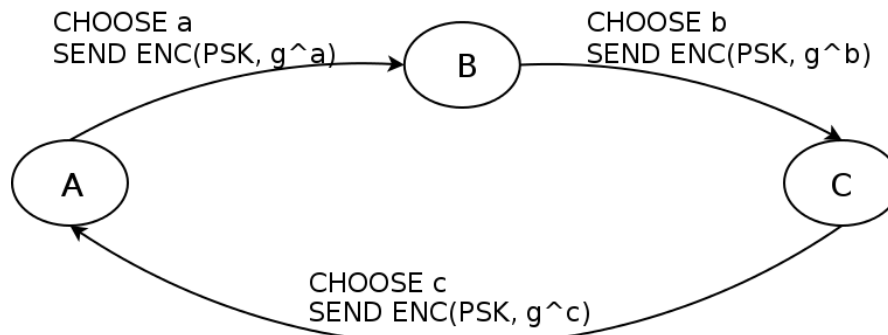 CHOOSE a
SEND ENC(PSK, g^a)
CHOOSE b
SEND ENC(PSK, g^b)
B
A
C
CHOOSE c
SEND ENC(PSK, g^c)